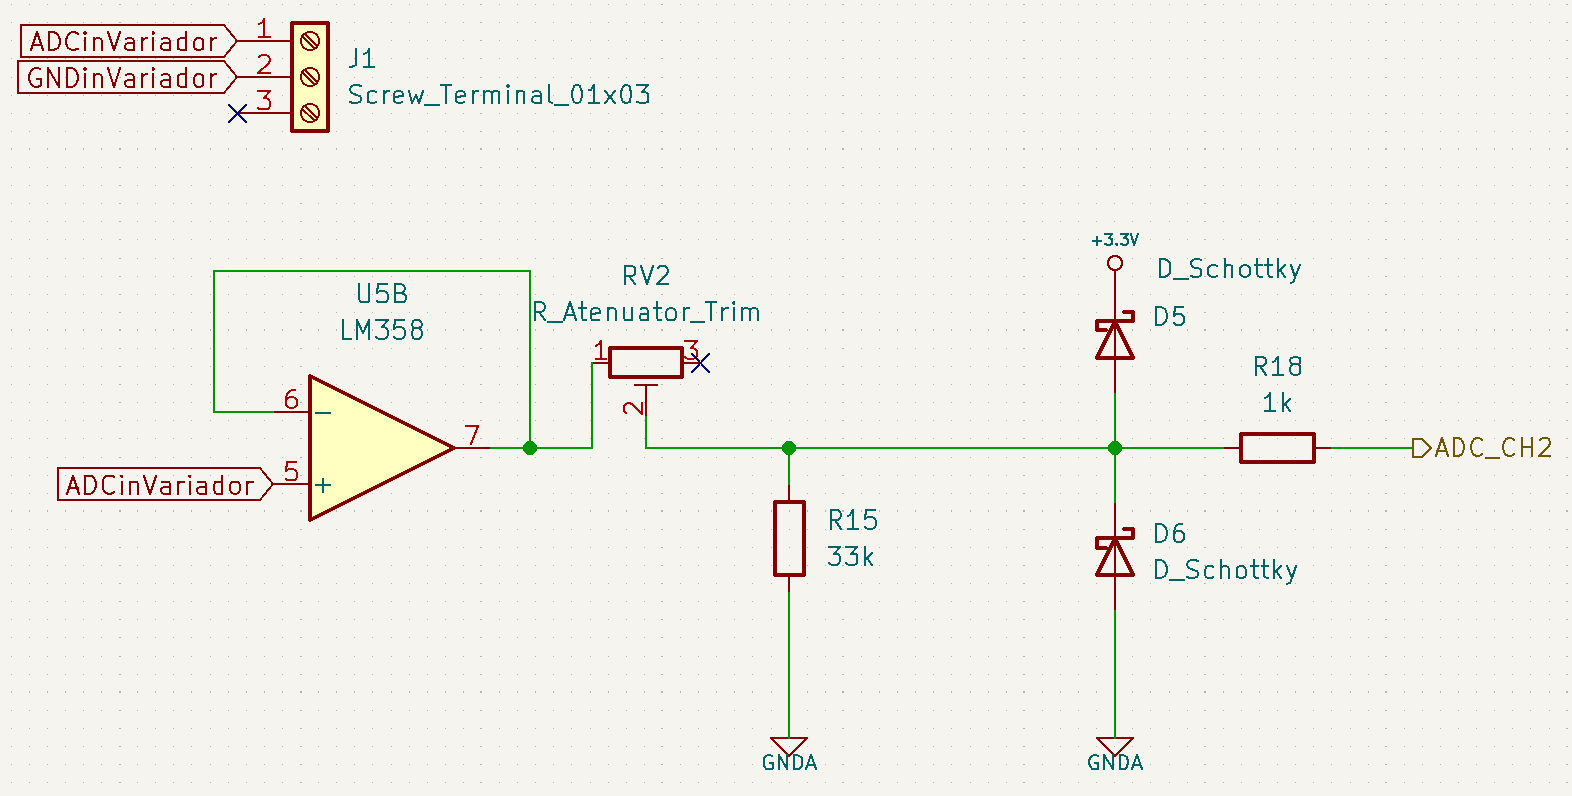 ADCinVariador
1
GNDinVariador
2
3
J1
Screw_Terminal_01x03
U5B
LM358
6
-
7
ADCinVariador
5
+
RV2
R_Atenuator_Trim
1
3
2
R15
33k
GNDA
+3.3V
D_Schottky
D5
D6
D_Schottky
GNDA
R18
1k
ADC_CH2